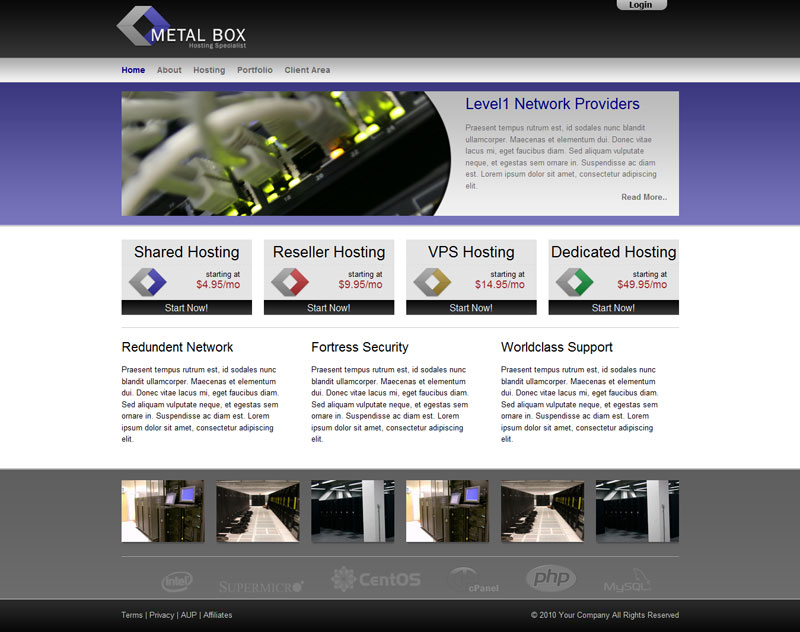 Login
METAL BOX
Hosting Specialist
Home About Hosting Portfolio Client Area
Level1 Network Providers
Praesent tempus rutrum est, id sodales nunc blandit
ullamcorper. Maecenas et elementum dui. Donec vitae
lacus mi, eget faucibus diam. Sed aliquam vulputate
neque, et egestas sem ornare in. Suspendisse ac diam
est. Lorem ipsum dolor sit amet, consectetur adipiscing
elit.
Read More..
Shared Hosting
starting at
$4.95/mo
Start Now!
Reseller Hosting
starting at
$9.95/mo
Start Now!
VPS Hosting
starting at
$14.95/mo
Start Now!
Dedicated Hosting
starting at
$49.95/mo
Start Now!
Redundent Network
Praesent tempus rutrum est, id sodales nunc
blandit ullamcorper. Maecenas et elementum
dui. Donec vitae lacus mi, eget faucibus diam.
Sed aliquam vulputate neque, et egestas sem
ornare in. Suspendisse ac diam est. Lorem
ipsum dolor sit amet, consectetur adipiscing
elit.
Fortress Security
Praesent tempus rutrum est, id sodales nunc
blandit ullamcorper. Maecenas et elementum
dui. Donec vitae lacus mi, eget faucibus diam.
Sed aliquam vulputate neque, et egestas sem
ornare in. Suspendisse ac diam est. Lorem
ipsum dolor sit amet, consectetur adipiscing
elit.
Worldclass Support
Praesent tempus rutrum est, id sodales nunc
blandit ullamcorper. Maecenas et elementum
dui. Donec vitae lacus mi, eget faucibus diam.
Sed aliquam vulputate neque, et egestas sem
ornare in. Suspendisse ac diam est. Lorem
ipsum dolor sit amet, consectetur adipiscing
elit.
intel SUPERMICRO CentOS cPanel php MySQL
Terms | Privacy | AUP | Affiliates
© 2010 Your Company All Rights Reserved